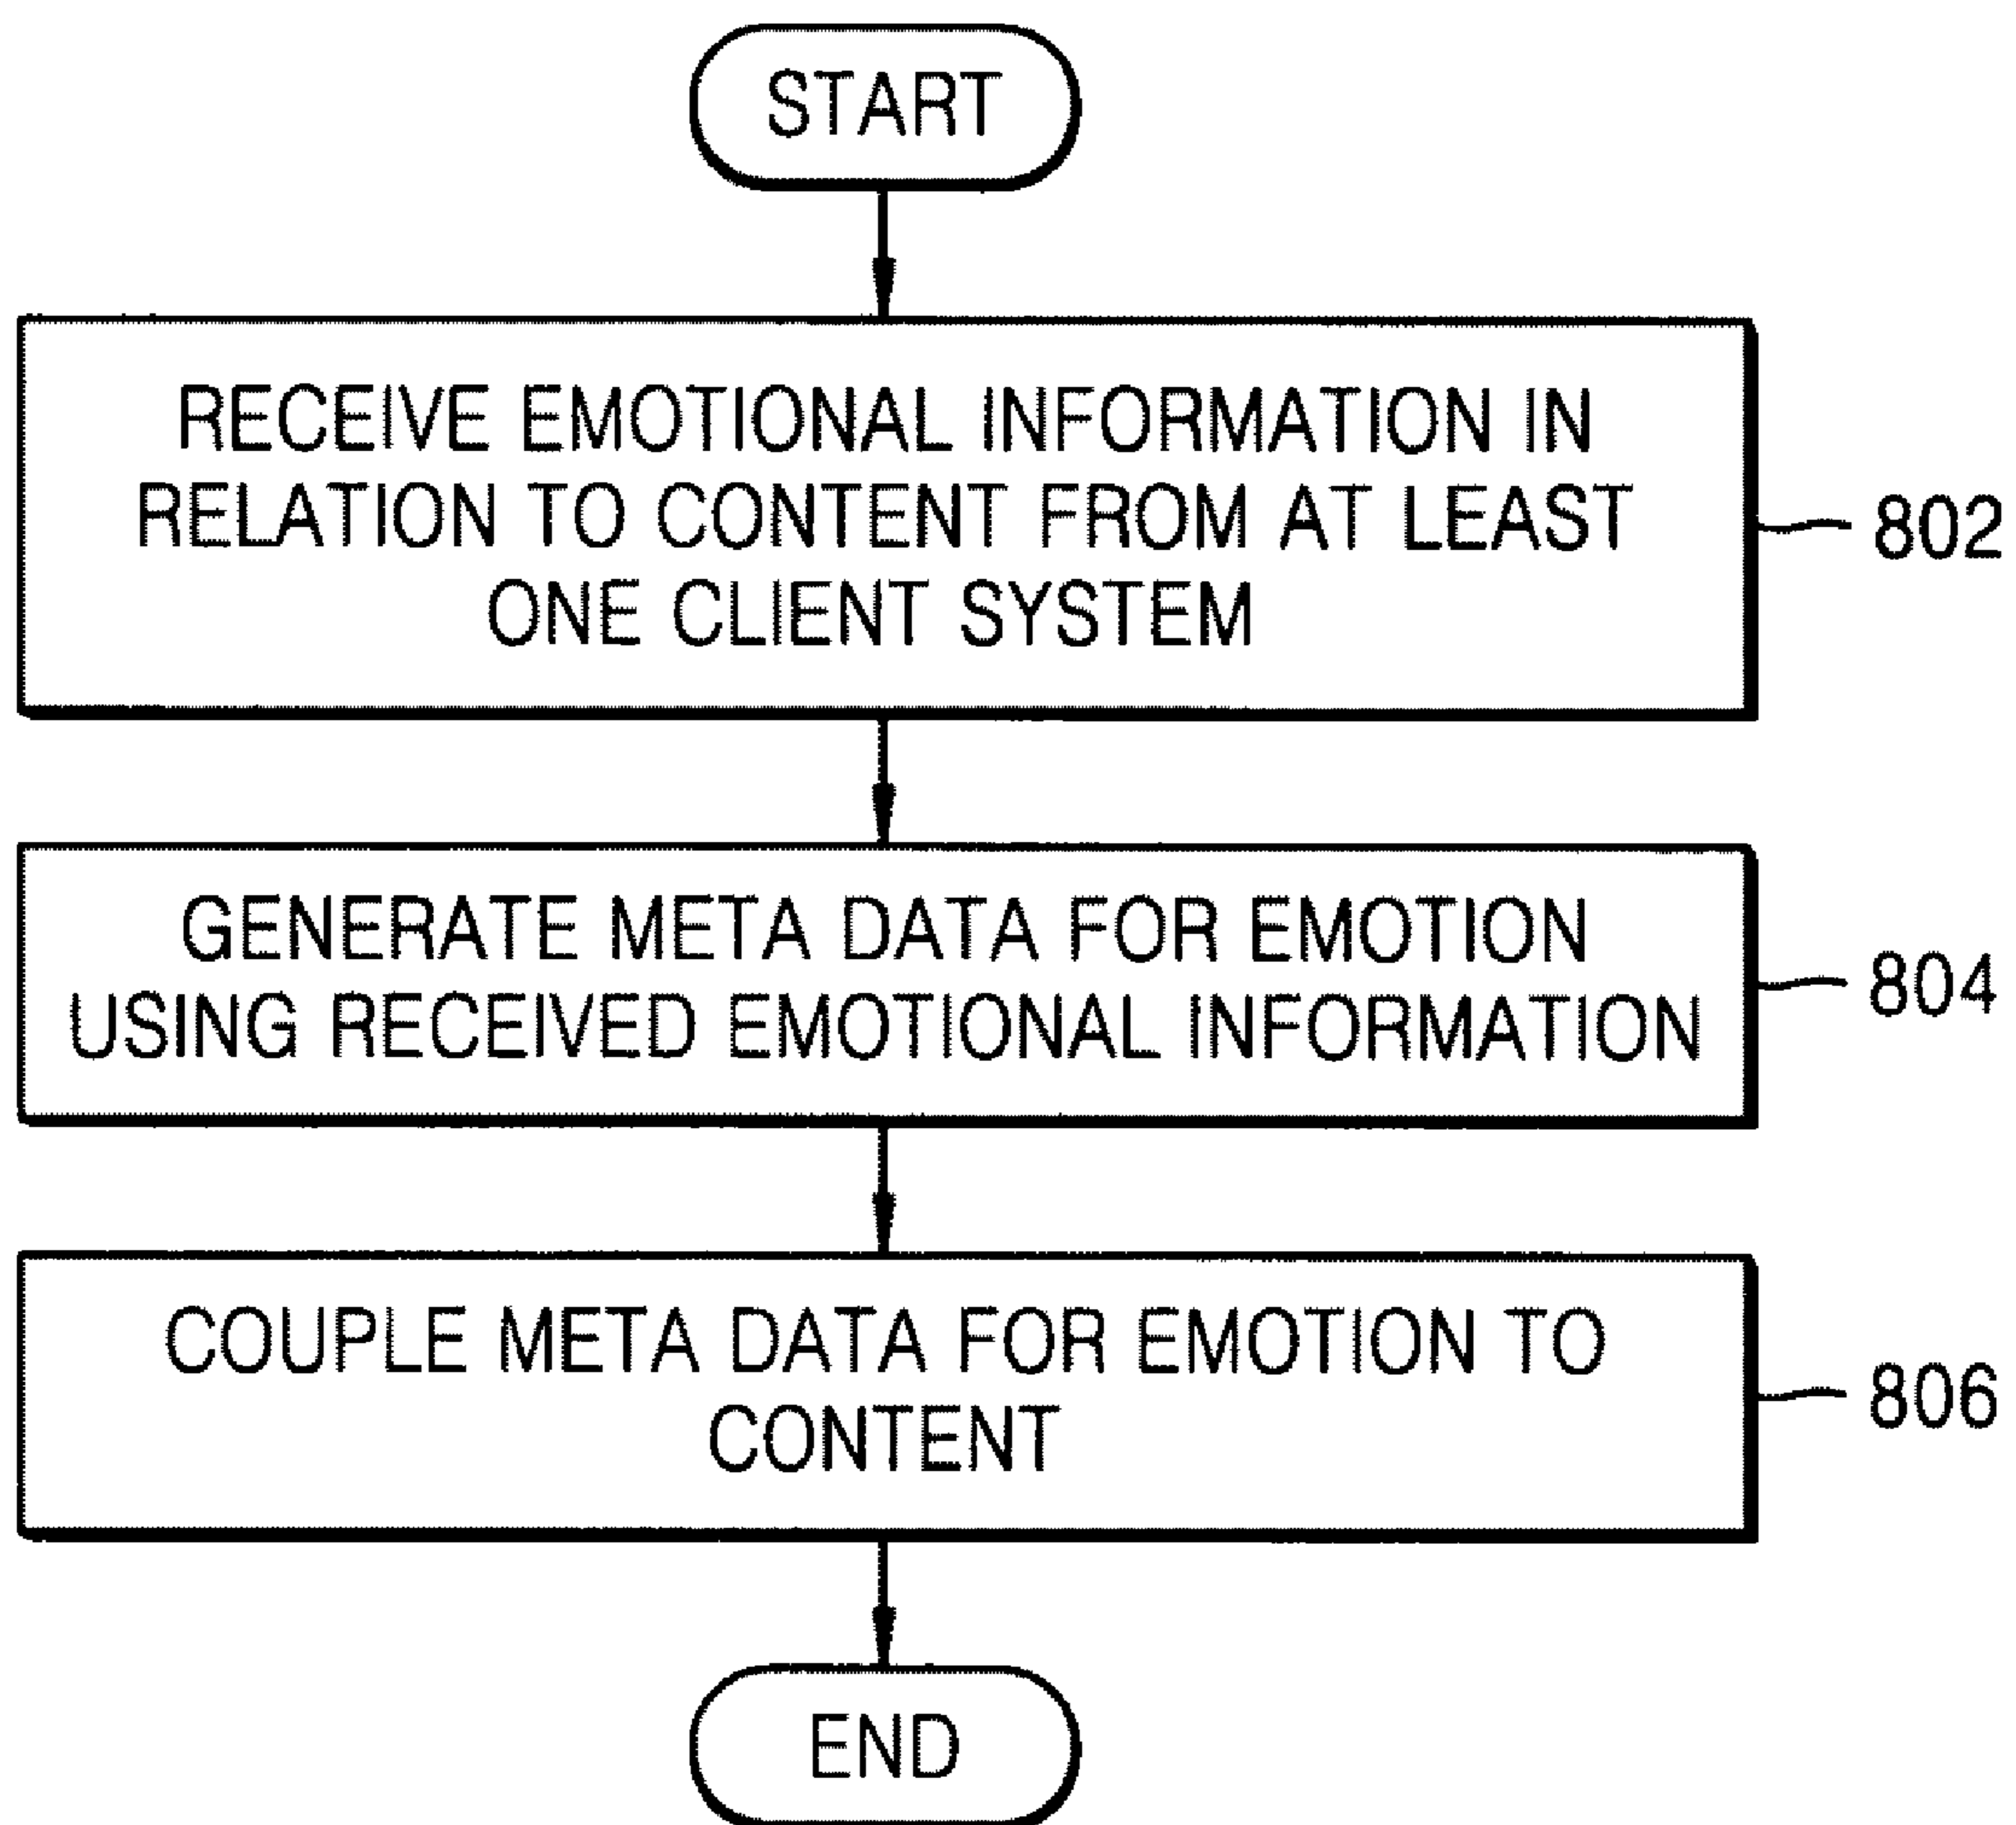 START
RECEIVE EMOTIONAL INFORMATION IN
RELATION TO CONTENT FROM AT LEAST
ONE CLIENT SYSTEM
802
GENERATE META DATA FOR EMOTION
USING RECEIVED EMOTIONAL INFORMATION
804
COUPLE META DATA FOR EMOTION TO
CONTENT
806
END